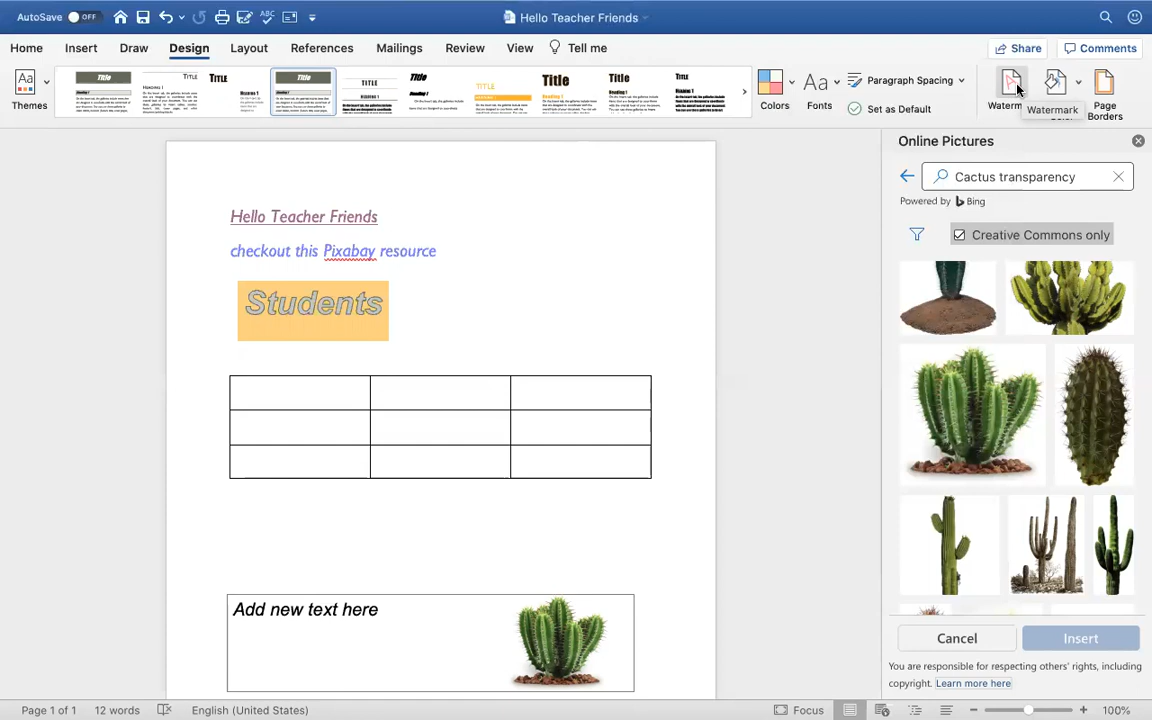 AutoSave OFF
Hello Teacher Friends
Home Insert Draw Design Layout References Mailings Review View Tell me
Share Comments
Themes
Title
Colors
Fonts
Paragraph Spacing
Set as Default
Watermark
Page
Borders
Online Pictures
Cactus transparency
Powered by Bing
Creative Commons only
Hello Teacher Friends
checkout this Pixabay resource
Students
Add new text here
Cancel Insert
You are responsible for respecting others' rights, including
copyright. Learn more here
Page 1 of 1 12 words English (United States) Focus 100%